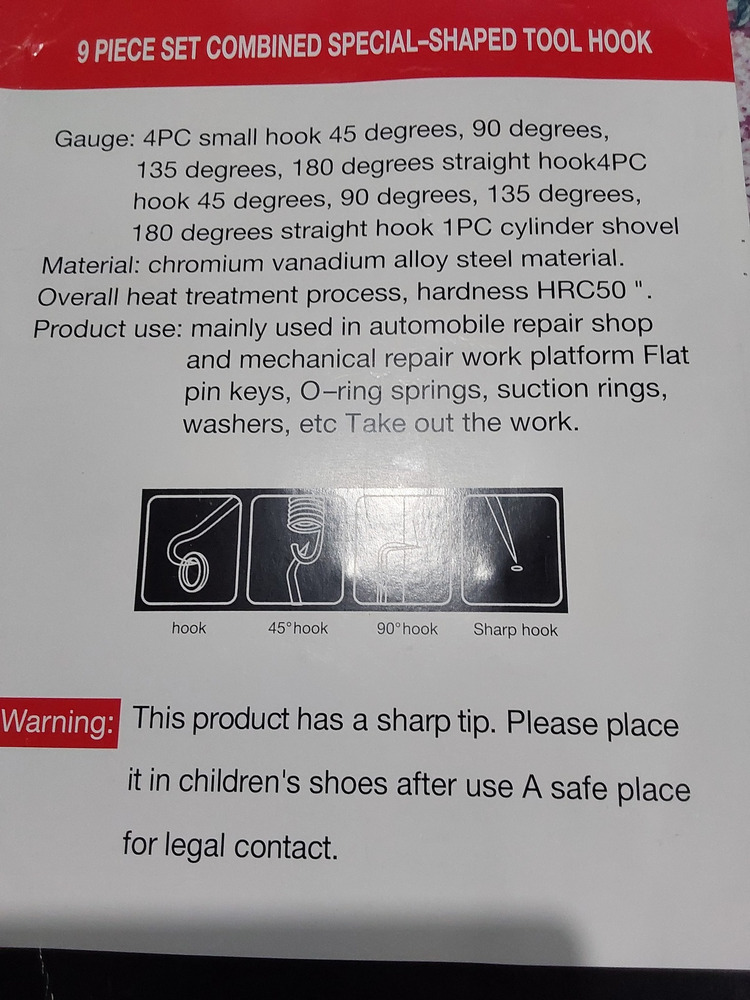 9 PIECE SET COMBINED SPECIAL-SHAPED TOOL HOOK
Gauge: 4PC small hook 45 degrees, 90 degrees,
135 degrees, 180 degrees straight hook4PC
hook 45 degrees, 90 degrees, 135 degrees,
180 degrees straight hook 1PC cylinder shovel
Material: chromium vanadium alloy steel material.
Overall heat treatment process, hardness HRC50 ".
Product use: mainly used in automobile repair shop
and mechanical repair work platform Flat
pin keys, O-ring springs, suction rings,
washers, etc Take out the work.
hook 45°hook 90°hook Sharp hook
Warning: This product has a sharp tip. Please place
it in children's shoes after use A safe place
for legal contact.